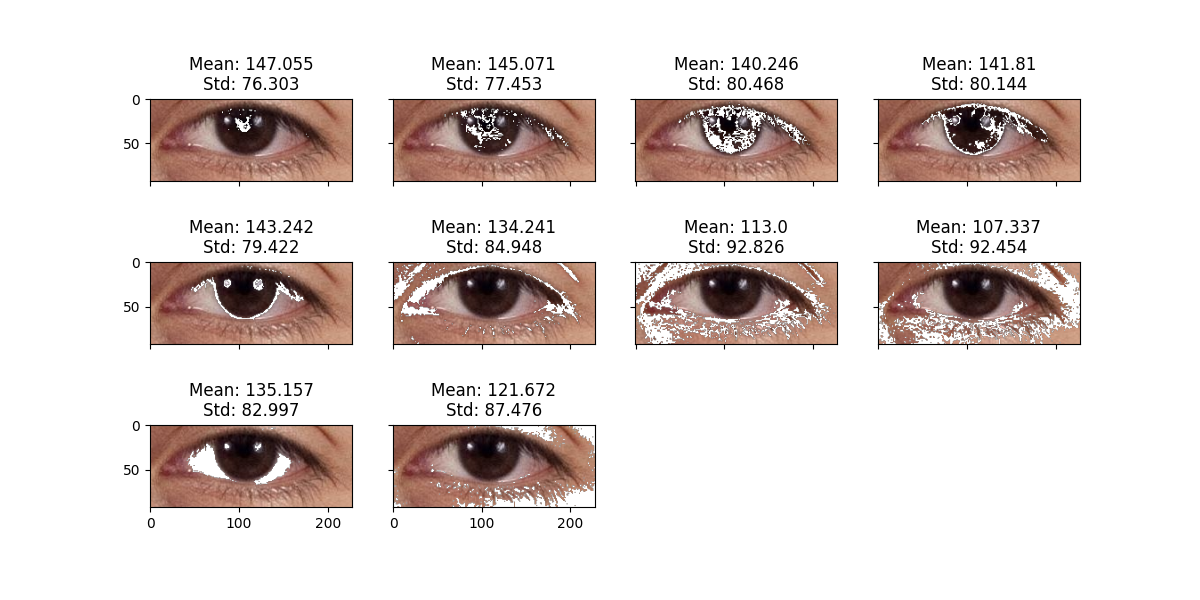 Mean: 147.055
Std: 76.303
Mean: 145.071
Std: 77.453
Mean: 140.246
Std: 80.468
Mean: 141.81
Std: 80.144
0
50
Mean: 143.242
Std: 79.422
Mean: 134.241
Std: 84.948
Mean: 113.0
Std: 92.826
Mean: 107.337
Std: 92.454
0
50
Mean: 135.157
Std: 82.997
Mean: 121.672
Std: 87.476
0
50
0 100 200
0 100 200